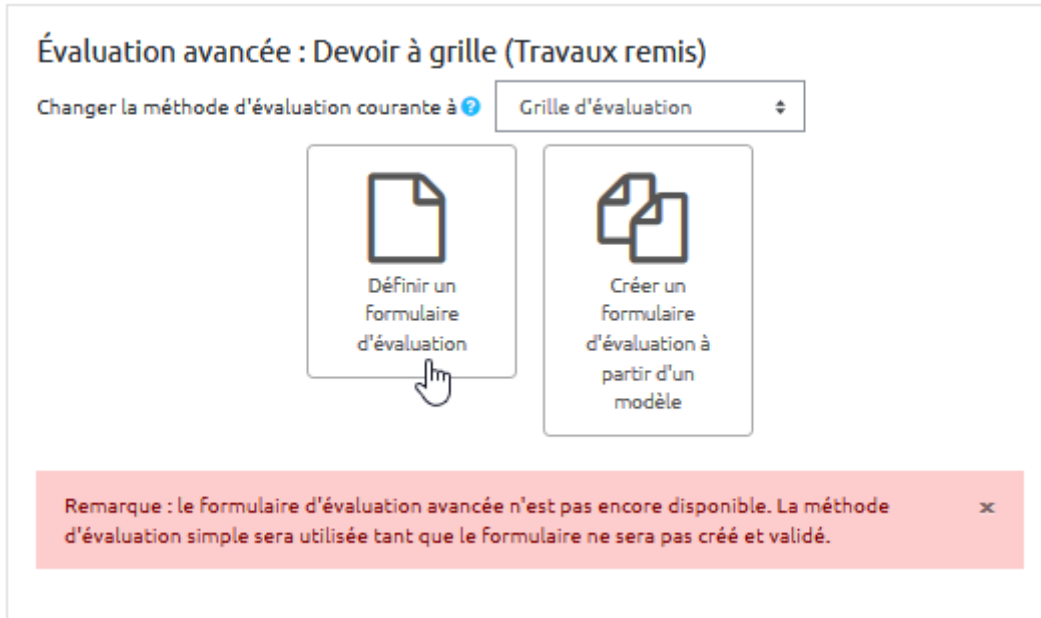 Évaluation avancée : Devoir à grille (Travaux remis)
Changer la méthode d'évaluation courante à ? Grille d'évaluation
Définir un
formulaire
d'évaluation
Créer un
formulaire
d'évaluation à
partir d'un
modèle
Remarque : le formulaire d'évaluation avancée n'est pas encore disponible. La méthode
d'évaluation simple sera utilisée tant que le formulaire ne sera pas créé et validé.